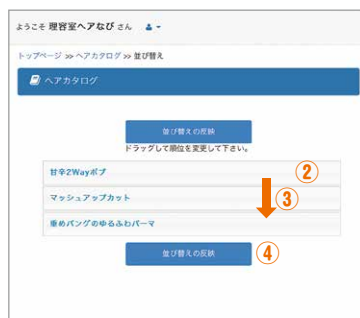 ようこそ 理容室ヘアなび さん
トップページ >> ヘアカタログ >> 並び替え
ヘアカタログ
並び替えの反映
ドラッグして順位を変更して下さい。
甘辛2Wayボブ ②
マッシュアップカット ③
重めバングのゆるふわパーマ
並び替えの反映 ④